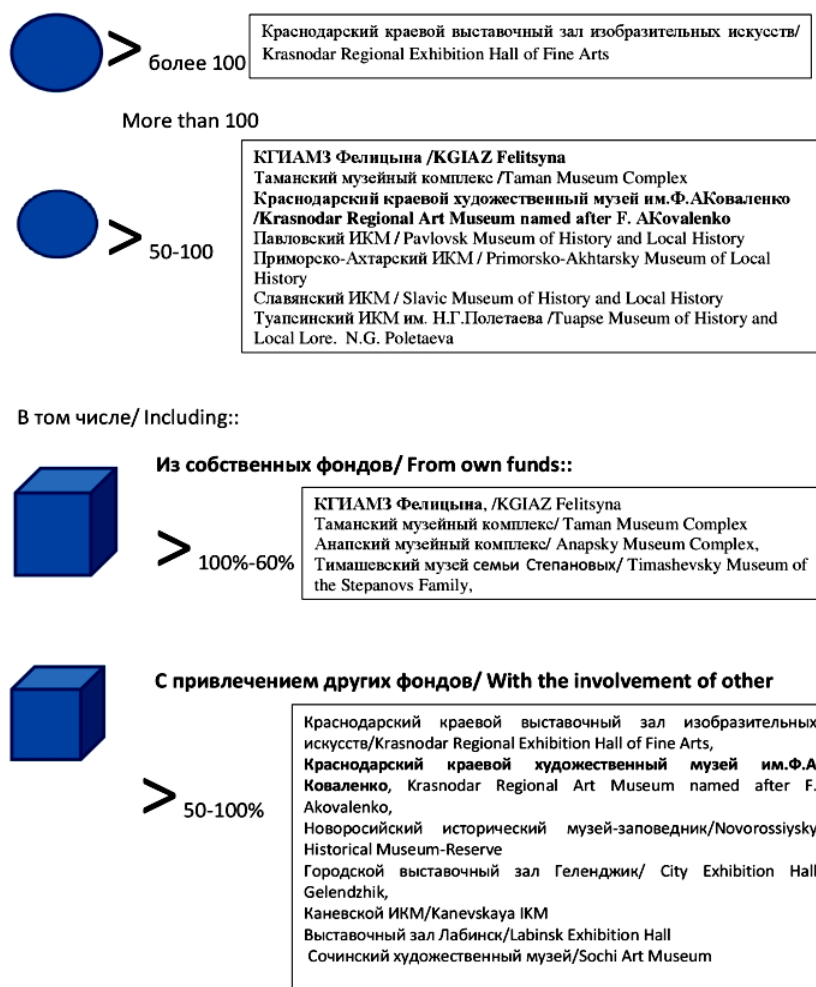 > более 100
Краснодарский краевой выставочный зал изобразительных искусств/
Krasnodar Regional Exhibition Hall of Fine Arts
More than 100
> 50-100
КГИАМЗ Фелицына /KGIAZ Felitsyna
Таманский музейный комплекс /Taman Museum Complex
Краснодарский краевой художественный музей им.Ф.АКоваленко
/Krasnodar Regional Art Museum named after F. AKovalenko
Павловский ИКМ / Pavlovsk Museum of History and Local History
Приморско-Ахтарский ИКМ / Primorsko-Akhtarsky Museum of Local
History
Славянский ИКМ / Slavic Museum of History and Local History
Туапсинский ИКМ им. Н.Г.Полетаева /Tuapse Museum of History and
Local Lore. N.G. Poletaeva
В том числе/ Including::
Из собственных фондов/ From own funds::
> 100%-60%
КГИАМЗ Фелицына, /KGIAZ Felitsyna
Таманский музейный комплекс/ Taman Museum Complex
Анапский музейный комплекс/ Anapsky Museum Complex,
Тимашевский музей семьи Степановых/ Timashevsky Museum of
the Stepanovs Family,
С привлечением других фондов/ With the involvement of other
> 50-100%
Краснодарский краевой выставочный зал изобразительных
искусств/Krasnodar Regional Exhibition Hall of Fine Arts,
Краснодарский краевой художественный музей им.Ф.А
Коваленко, Krasnodar Regional Art Museum named after F.
Akovalenko,
Новоросийский исторический музей-заповедник/Novorossiysky
Historical Museum-Reserve
Городской выставочный зал Геленджик/ City Exhibition Hall
Gelendzhik,
Каневской ИКМ/Kanevskaya IKM
Выставочный зал Лабинск/Labinsk Exhibition Hall
Сочинский художественный музей/Sochi Art Museum